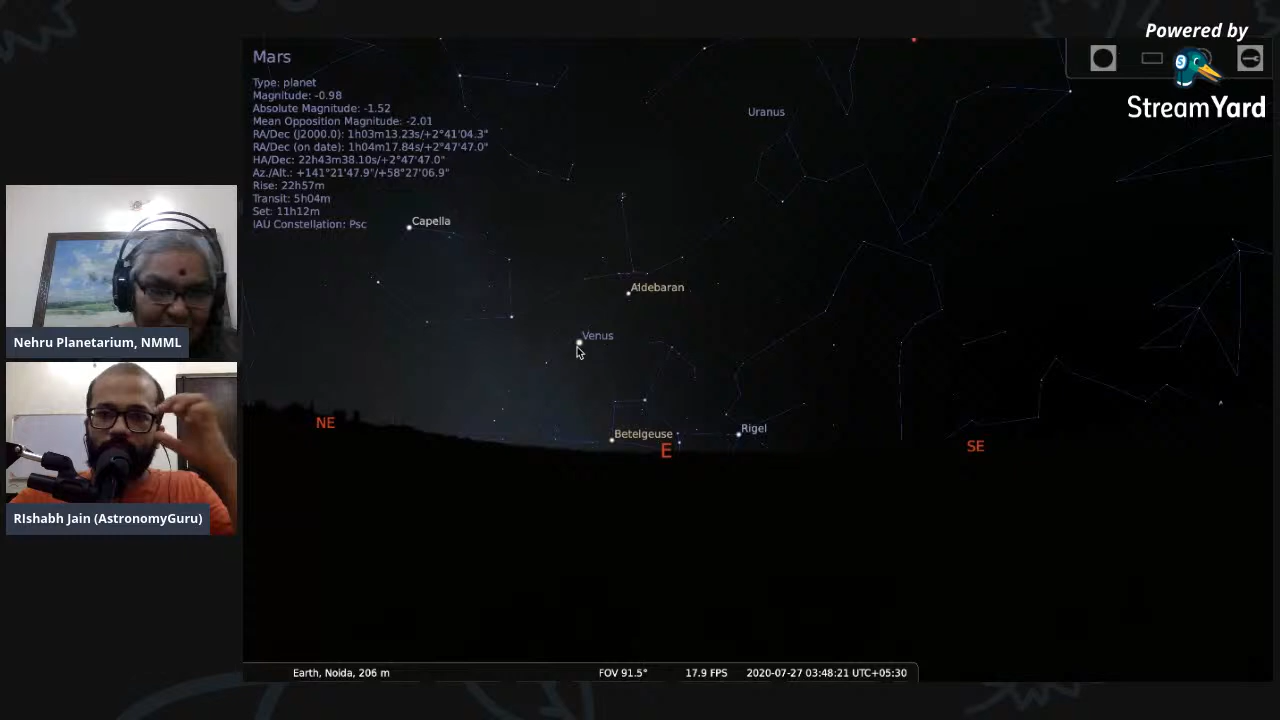 Powered by
StreamYard
Mars
Type: planet
Magnitude: -0.98
Absolute Magnitude: -1.52
Mean Opposition Magnitude: -2.01
RA/Dec (J2000.0): 1h03m13.23s/+2°41'04.3"
RA/Dec (on date): 1h04m17.84s/+2°47'47.0"
HA/Dec: 22h43m38.10s/+2°47'47.0"
Az./Alt.: +141°21'47.9"/+58°27'06.9"
Rise: 22h57m
Transit: 5h04m
Set: 11h12m
IAU Constellation: Psc
Uranus
Capella
Aldebaran
Venus
Nehru Planetarium, NMML
NE
Betelgeuse
Rigel
E
SE
RIshabh Jain (AstronomyGuru)
Earth, Noida, 206 m
FOV 91.5°
17.9 FPS
2020-07-27 03:48:21 UTC+05:30